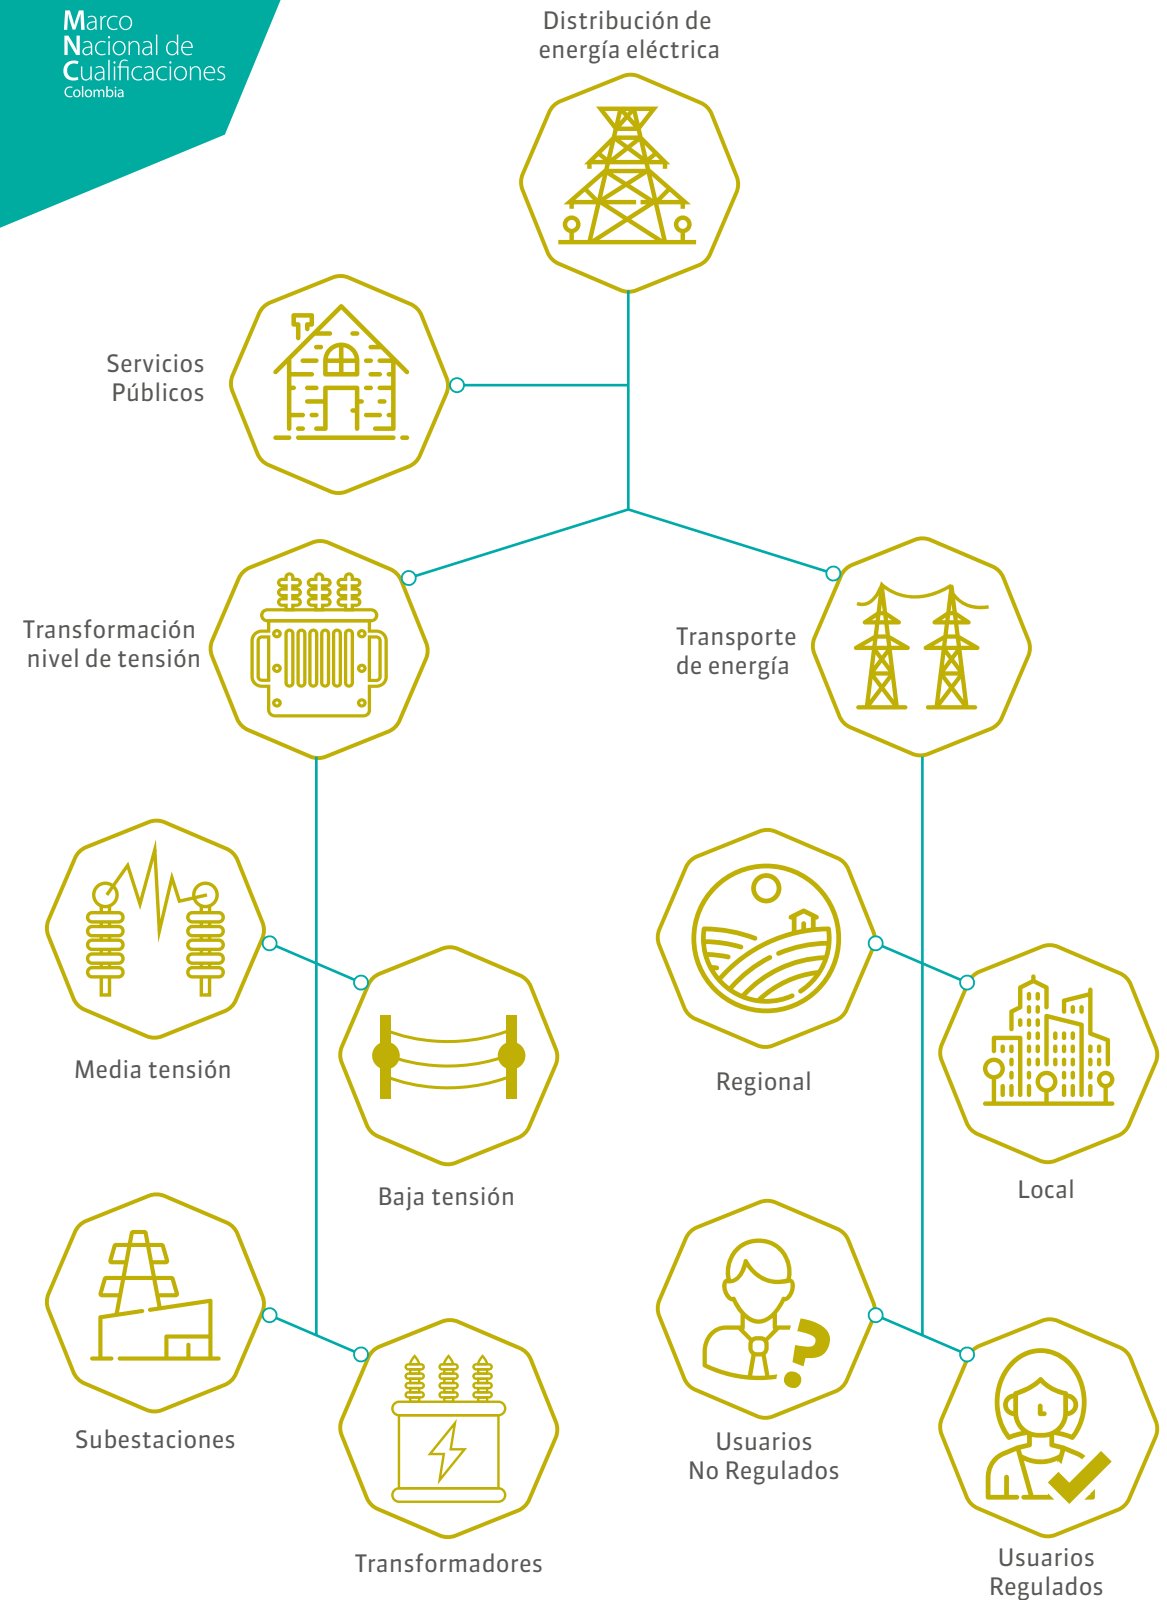 Marco
Nacional de
Cualificaciones
Colombia
Distribución de
energía eléctrica
Servicios
Públicos
Transformación
nivel de tensión
Transporte
de energía
Media tensión
Baja tensión
Regional
Local
Subestaciones
Transformadores
Usuarios
No Regulados
Usuarios
Regulados